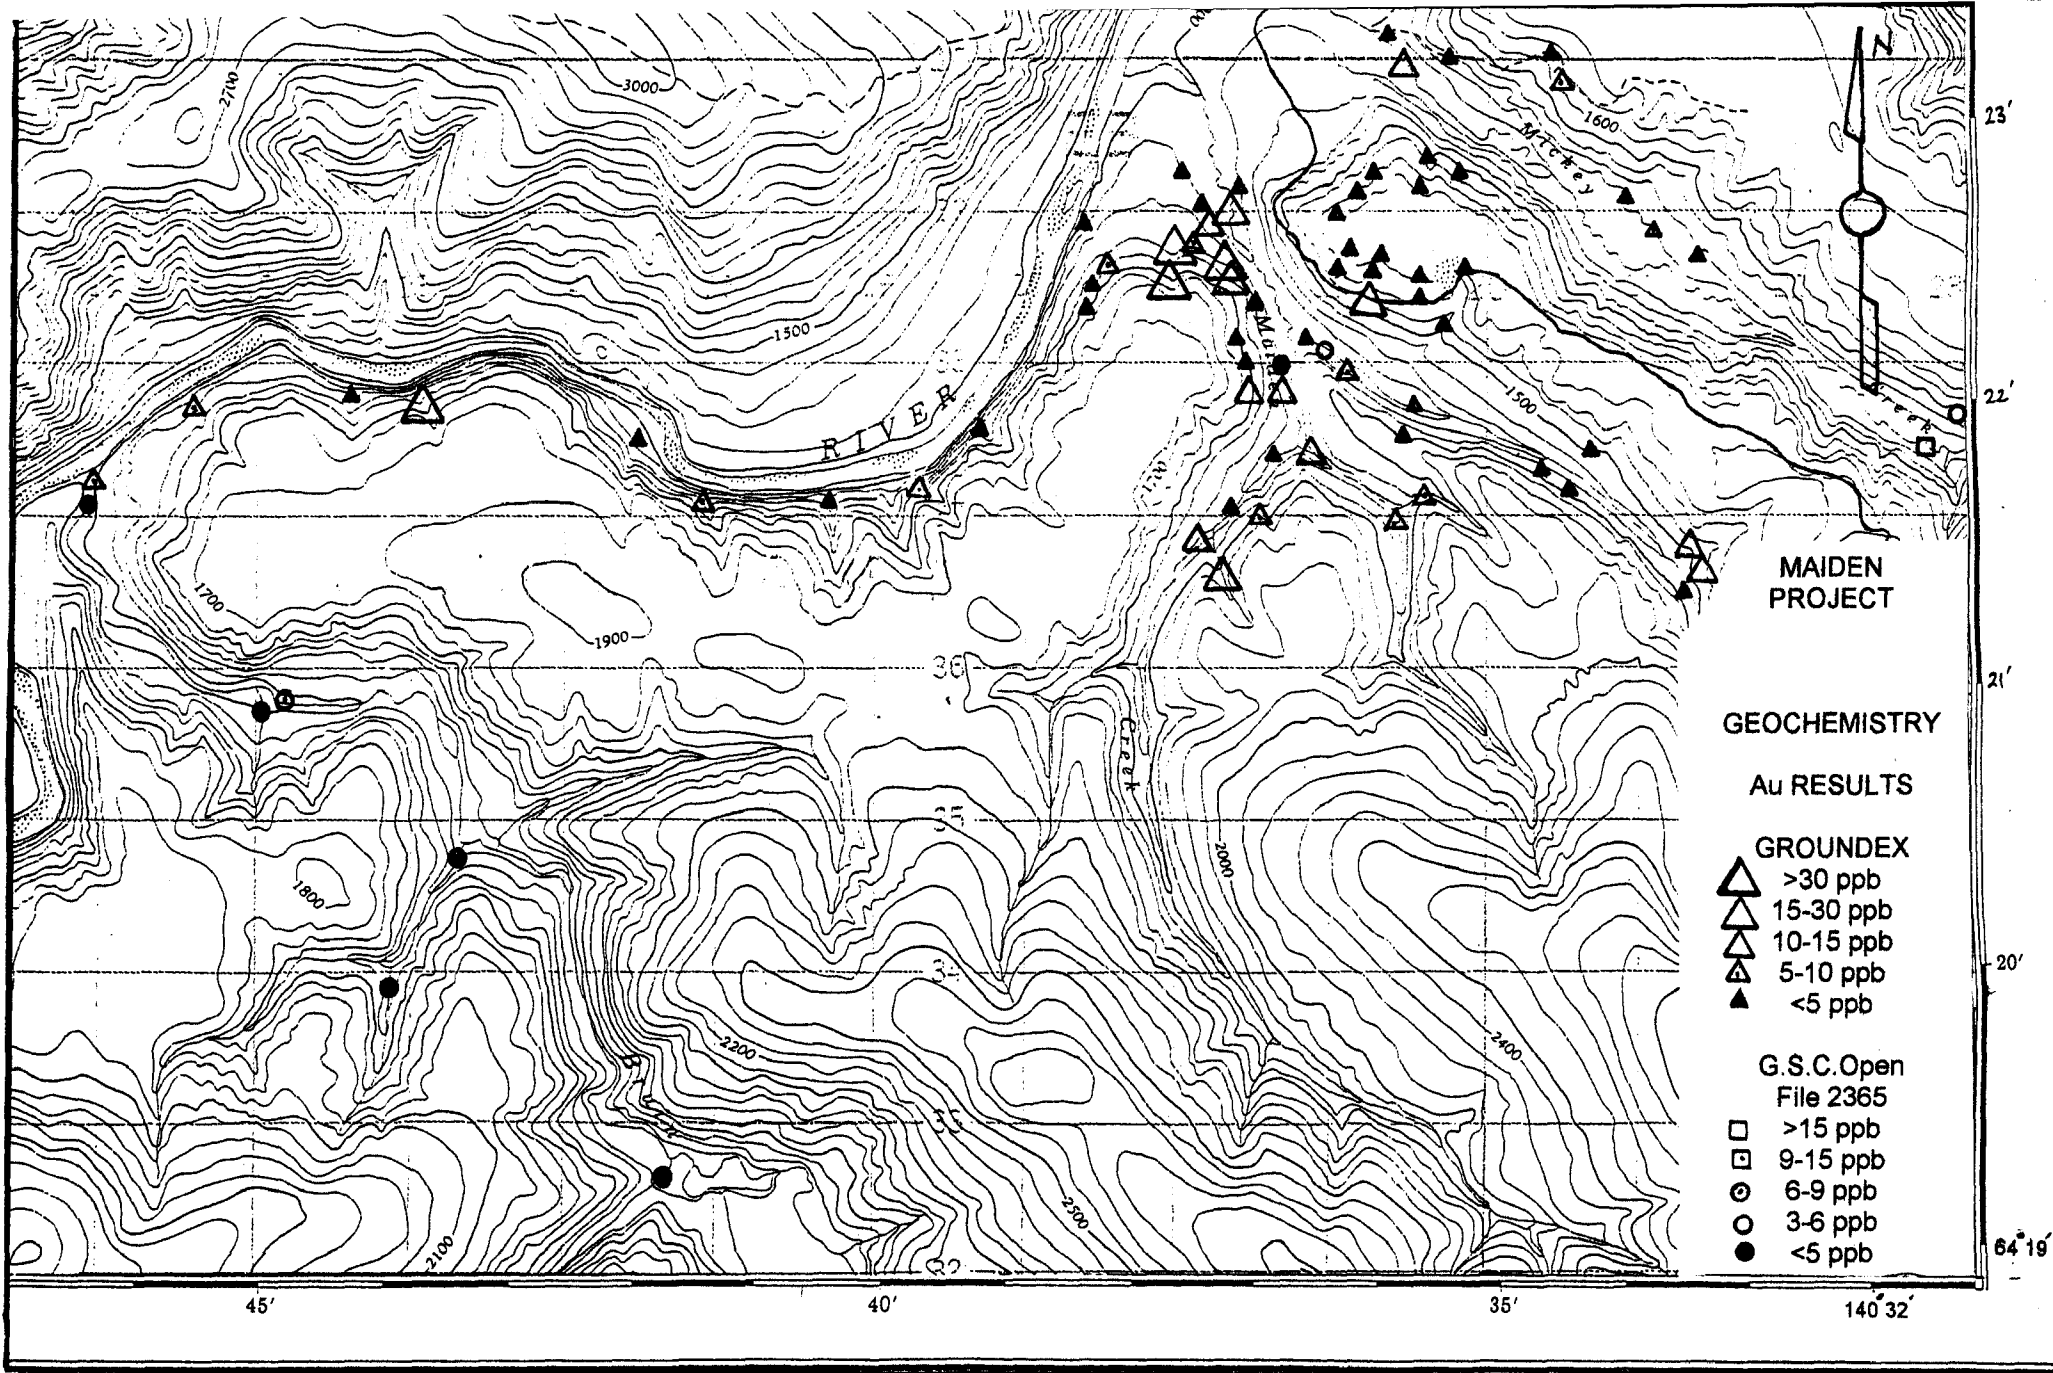 N
2700
3000
1600
Mickey
23'
1500
RIVER
1500
22'
Creek
1700
1700
MAIDEN
PROJECT
1900
36
21'
Creek
GEOCHEMISTRY
Au RESULTS
35
2000
GROUNDEX
>30 ppb
1800
15-30 ppb
10-15 ppb
34
5-10 ppb
20'
<5 ppb
2200
2400
G.S.C.Open
File 2365
>15 ppb
9-15 ppb
2500
6-9 ppb
3-6 ppb
2100
<5 ppb
64°19'
45'
40'
35'
140°32'